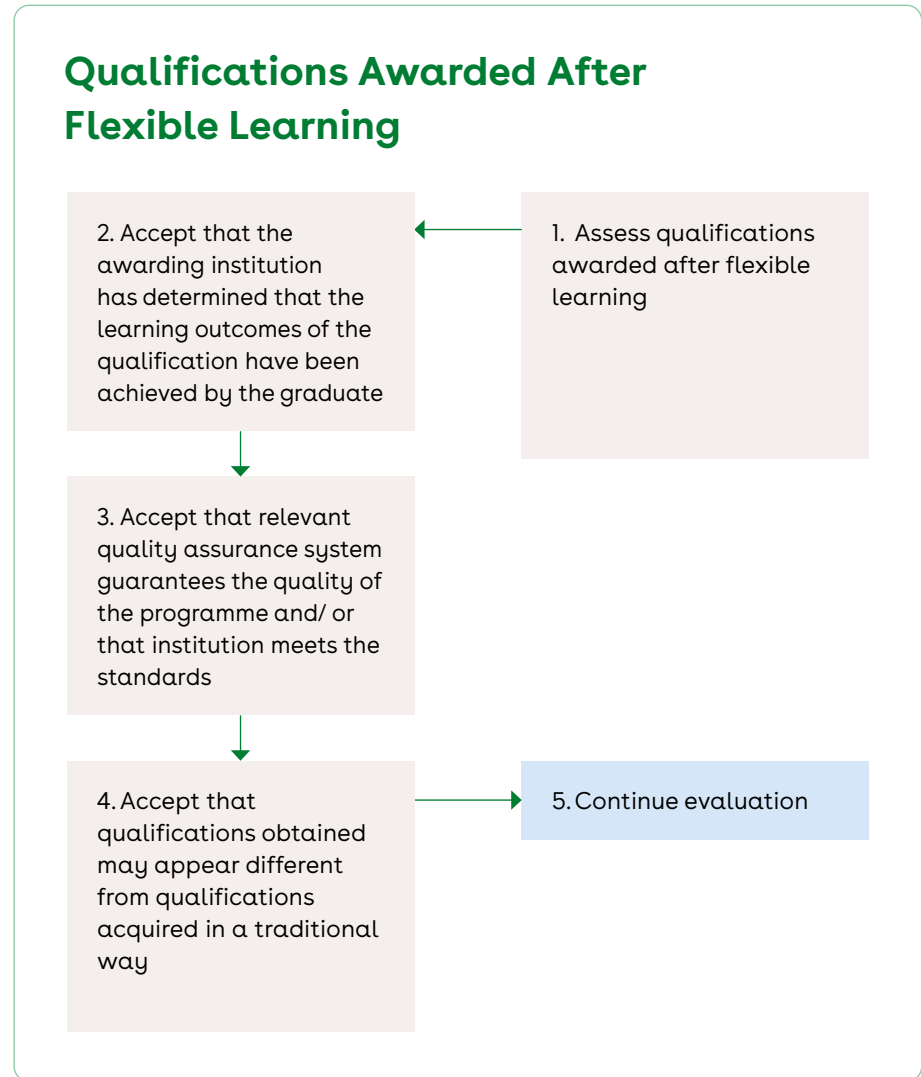 Qualifications Awarded After
Flexible Learning
1. Assess qualifications
awarded after flexible
learning
2. Accept that the
awarding institution
has determined that the
learning outcomes of the
qualification have been
achieved by the graduate
3. Accept that relevant
quality assurance system
guarantees the quality of
the programme and/ or
that institution meets the
standards
4. Accept that
qualifications obtained
may appear different
from qualifications
acquired in a traditional
way
5. Continue evaluation